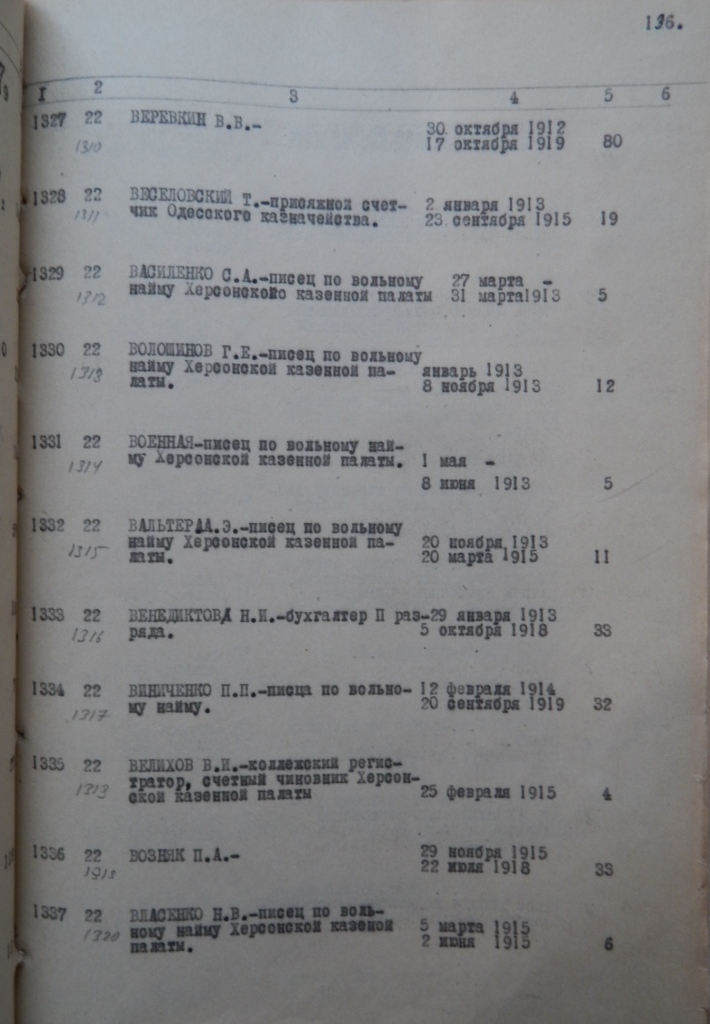 136.
1 2 3 4 5 6
1327 22 ВЕРЕВКИН В.В.- 30 октября 1912
1310 17 октября 1919 80
1328 22 ВЕСЕЛОВСКИЙ Т.-присяжной счет- 2 января 1913
1311 чик Одесского казначейства. 23 сентября 1915 19
1329 22 ВАСИЛЕНКО С.А.-писец по вольному 27 марта -
1312 найму Херсонской казенной палаты 31 марта1913 5
1330 22 ВОЛОШИНОВ Г.Е.-писец по вольному
1313 найму Херсонской казенной па- январь 1913
латы. 8 ноября 1913 12
1331 22 ВОЕННАЯ-писец по вольному най-
1314 му Херсонской казенной палаты. 1 мая -
8 июня 1913 5
1332 22 ВАЛЬТЕР А.Э.-писец по вольному
1315 найму Херсонской казенной па- 20 ноября 1913
латы. 20 марта 1915 11
1333 22 ВЕНЕДИКТОВА Н.И.-бухгалтер П раз-29 января 1913
1316 ряда. 5 октября 1918 33
1334 22 ВИНИЧЕНКО П.П.-писца по вольно- 12 февраля 1914
1317 му найму. 20 сентября 1919 32
1335 22 ВЕЛИХОВ В.И.-коллежский регис-
тратор, счетный чиновник Херсон-
1313 ской казенной палаты 25 февраля 1915 4
1336 22 ВОЗНЯК П.А.- 29 ноября 1915
1913 22 июля 1918 33
1337 22 ВЛАСЕНКО Н.В.-писец по воль-
1320 ному найму Херсонской казеной 5 марта 1915
палаты. 2 июня 1915 6